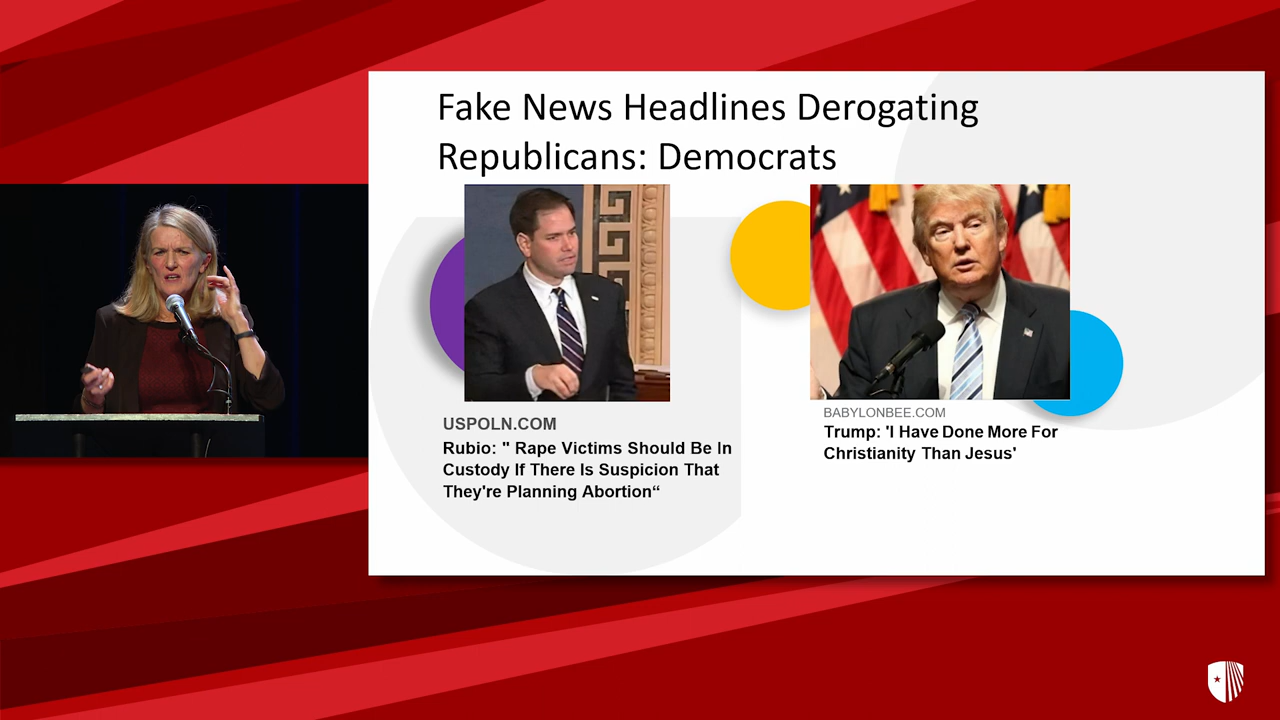 Fake News Headlines Derogating
Republicans: Democrats
USPOLN.COM
Rubio: " Rape Victims Should Be In
Custody If There Is Suspicion That
They're Planning Abortion“
BABYLONBEE.COM
Trump: 'I Have Done More For
Christianity Than Jesus'